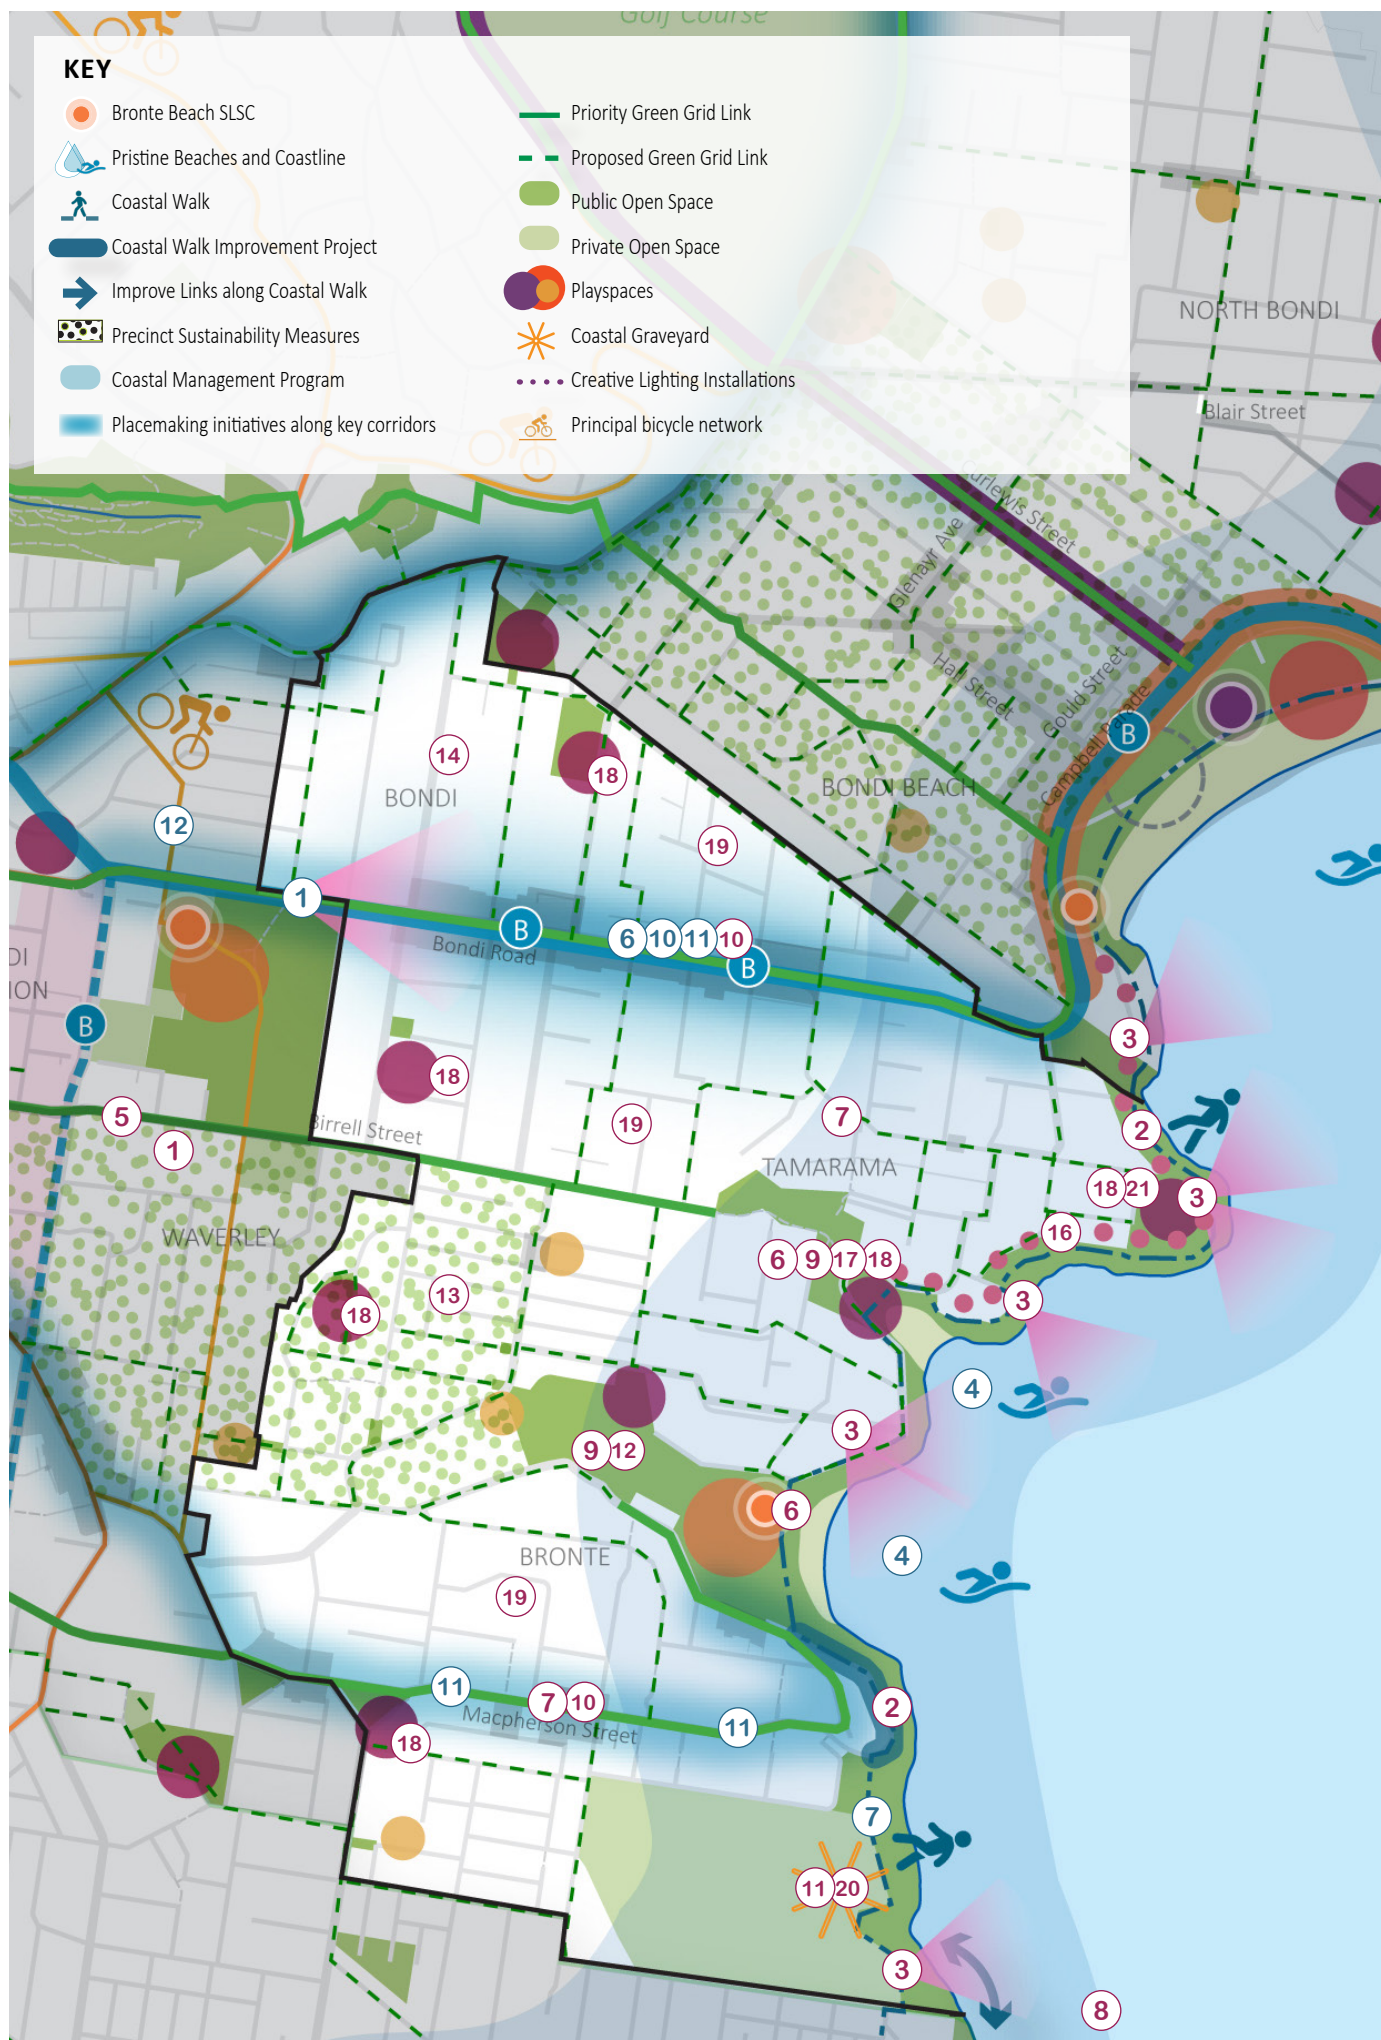 Golf Course
KEY
Bronte Beach SLSC
Pristine Beaches and Coastline
Coastal Walk
Coastal Walk Improvement Project
Improve Links along Coastal Walk
Precinct Sustainability Measures
Coastal Management Program
Placemaking initiatives along key corridors
Priority Green Grid Link
Proposed Green Grid Link
Public Open Space
Private Open Space
Playspaces
Coastal Graveyard
Creative Lighting Installations
Principal bicycle network
NORTH BONDI
Blair Street
Curlewis Street
Glenayr Ave
Hall Street
Gould Street
Campbell Parade
B
14
18
BONDI
BONDI BEACH
12
19
1
B
6 10 11 10
Bondi Road
B
DI
ION
B
3
18
5
1
Birrell Street
19
7
2
TAMARAMA
18 21 3
WAVERLEY
16
6 9 17 18
13
18
3
4
3
9 12
6
BRONTE
4
19
11
7 10
2
Macpherson Street
11
18
7
11 20
3
8